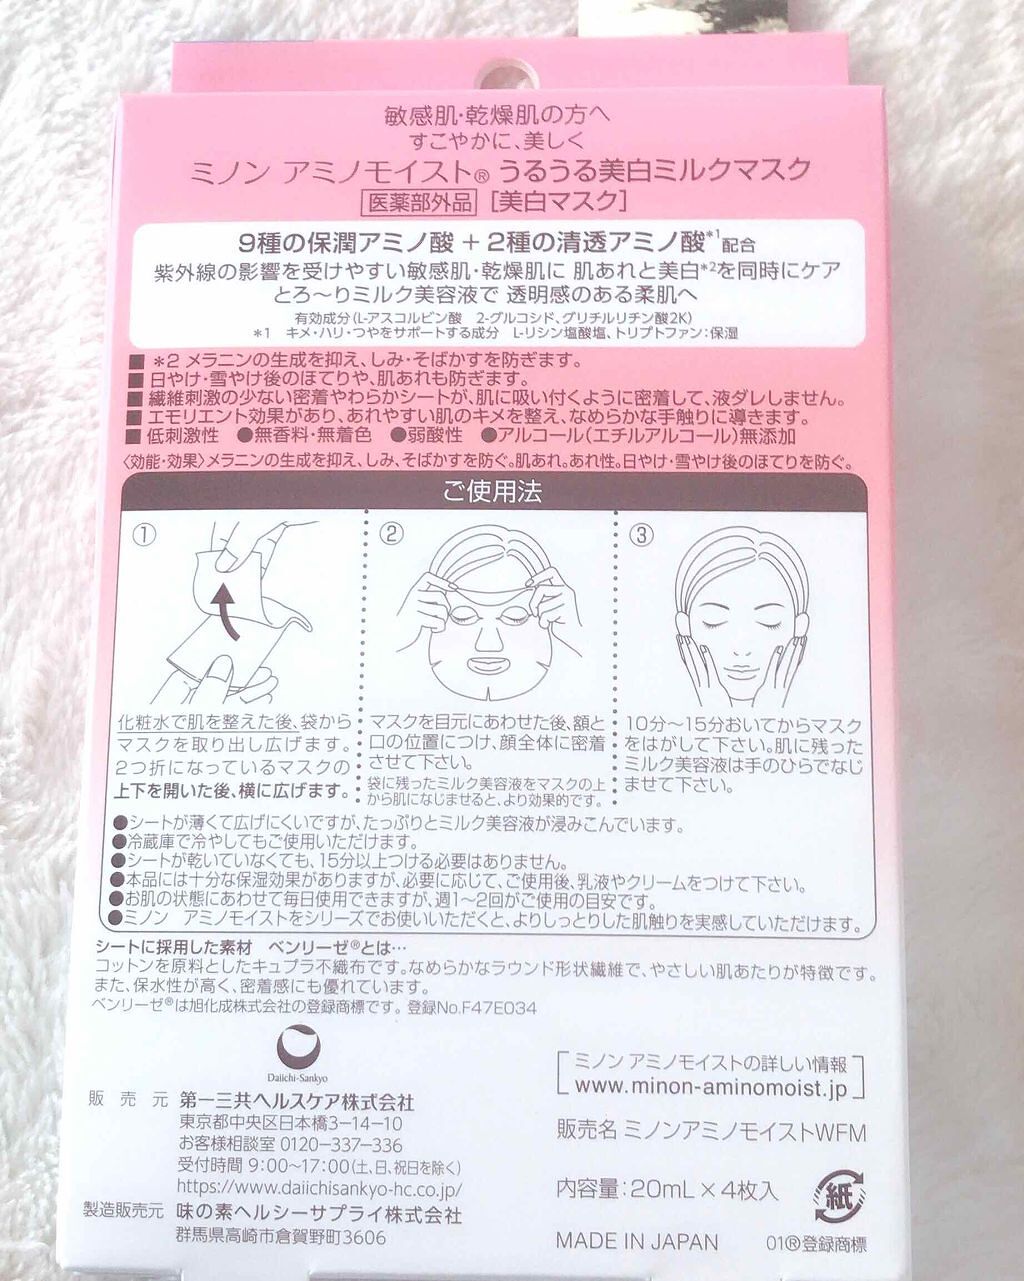 敏感肌・乾燥肌の方へ
すこやかに、美しく
ミノン アミノモイスト® うるうる美白ミルクマスク
医薬部外品 [美白マスク]
9種の保潤アミノ酸 + 2種の清透アミノ酸*1配合
紫外線の影響を受けやすい敏感肌・乾燥肌に 肌あれと美白*2を同時にケア
とろ〜りミルク美容液で 透明感のある柔肌へ
有効成分(L-アスコルビン酸 2-グルコシド、グリチルリチン酸2K)
*1 キメ・ハリ・つやをサポートする成分 L-リシン塩酸塩、トリプトファン:保湿
■ *2 メラニンの生成を抑え、しみ・そばかすを防ぎます。
■ 日やけ・雪やけ後のほてりや、肌あれも防ぎます。
■ 繊維刺激の少ない密着やわらかシートが、肌に吸い付くように密着して、液ダレしません。
■ エモリエント効果があり、あれやすい肌のキメを整え、なめらかな手触りに導きます。
■ 低刺激性 ●無香料・無着色 ●弱酸性 ●アルコール(エチルアルコール)無添加
〈効能・効果〉メラニンの生成を抑え、しみ、そばかすを防ぐ。肌あれ。あれ性。日やけ・雪やけ後のほてりを防ぐ。
ご使用法
①
化粧水で肌を整えた後、袋から
マスクを取り出し広げます。
2つ折になっているマスクの
上下を開いた後、横に広げます。
②
マスクを目元にあわせた後、額と
口の位置につけ、顔全体に密着
させて下さい。
袋に残ったミルク美容液をマスクの上
から肌になじませると、より効果的です。
③
10分〜15分おいてからマスク
をはがして下さい。肌に残った
ミルク美容液は手のひらでなじ
ませて下さい。
●シートが薄くて広げにくいですが、たっぷりとミルク美容液が浸みこんでいます。
●冷蔵庫で冷やしてもご使用いただけます。
●シートが乾いていなくても、15分以上つける必要はありません。
●本品には十分な保湿効果がありますが、必要に応じて、ご使用後、乳液やクリームをつけて下さい。
●お肌の状態にあわせて毎日使用できますが、週1〜2回がご使用の目安です。
●ミノン アミノモイストをシリーズでお使いいただくと、よりしっとりした肌触りを実感していただけます。
シートに採用した素材 ベンリーゼ®とは…
コットンを原料としたキュプラ不織布です。なめらかなラウンド形状繊維で、やさしい肌あたりが特徴です。
また、保水性が高く、密着感にも優れています。
ベンリーゼ®は旭化成株式会社の登録商標です。登録No.F47E034
Daiichi-Sankyo
販売元 第一三共ヘルスケア株式会社
東京都中央区日本橋3-14-10
お客様相談室 0120-337-336
受付時間 9:00〜17:00(土、日、祝日を除く)
https://www.daiichisankyo-hc.co.jp/
製造販売元 味の素ヘルシーサプライ株式会社
群馬県高崎市倉賀野町3606
ミノン アミノモイストの詳しい情報
www.minon-aminomoist.jp
販売名 ミノンアミノモイストWFM
内容量:20mL×4枚入
紙
MADE IN JAPAN 01®登録商標